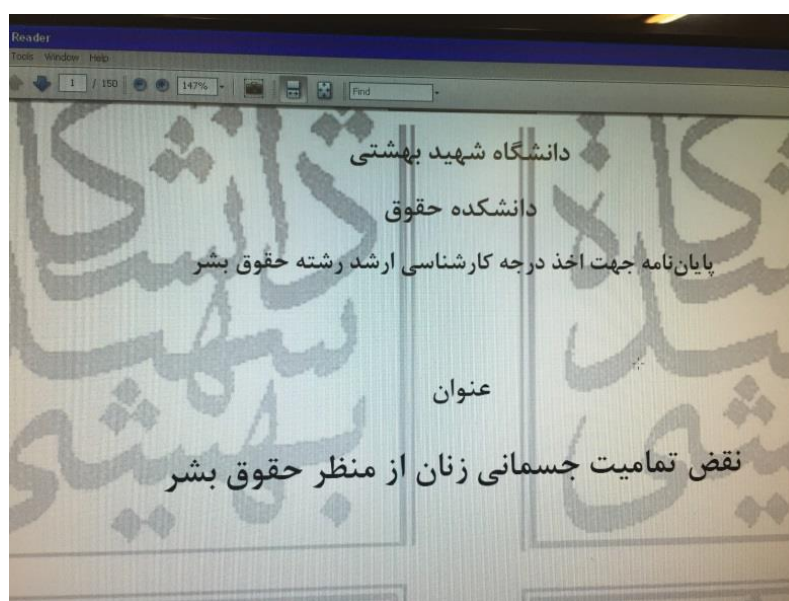 Reader
Tools Window Help
1 / 150 147% Find
دانشگاه شهید بهشتی
دانشکده حقوق
پایان‌نامه جهت اخذ درجه کارشناسی ارشد رشته حقوق بشر
عنوان
نقض تمامیت جسمانی زنان از منظر حقوق بشر